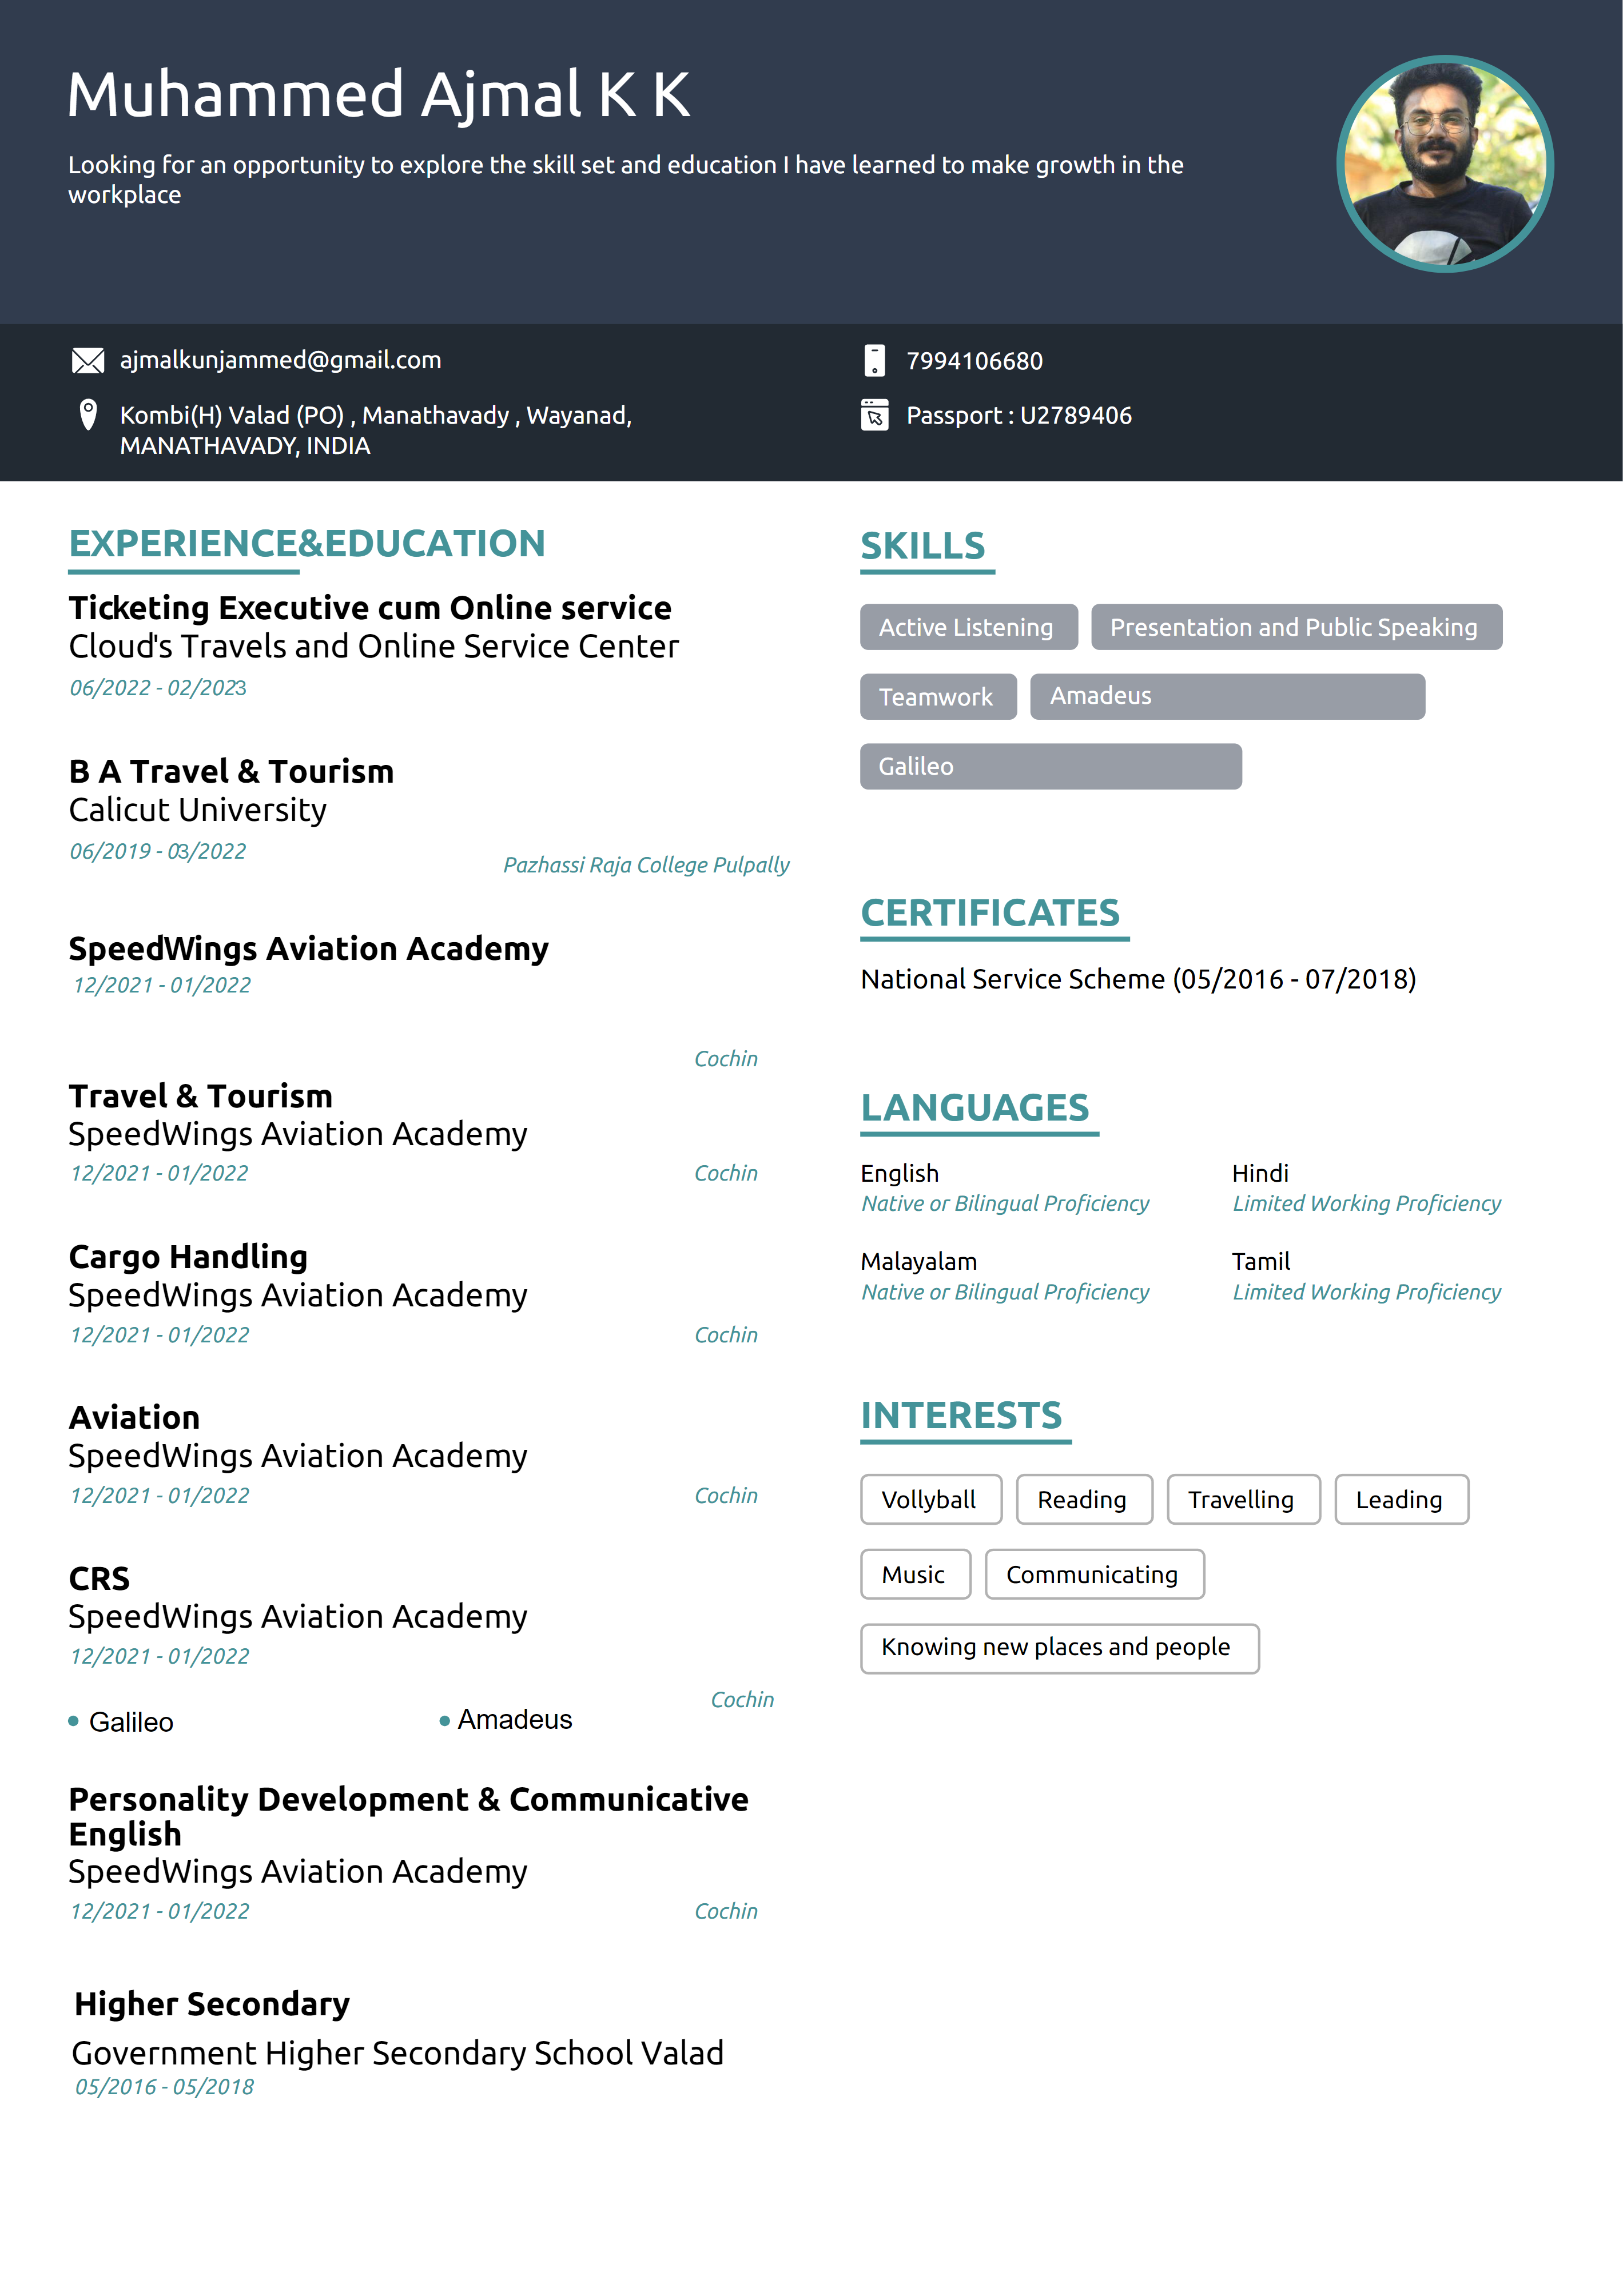 Muhammed Ajmal K K
Looking for an opportunity to explore the skill set and education I have learned to make growth in the
workplace
ajmalkunjammed@gmail.com
7994106680
Kombi(H) Valad (PO) , Manathavady , Wayanad,
MANATHAVADY, INDIA
Passport : U2789406
EXPERIENCE&EDUCATION
Ticketing Executive cum Online service
Cloud's Travels and Online Service Center
06/2022 - 02/2023
B A Travel & Tourism
Calicut University
06/2019 - 03/2022
Pazhassi Raja College Pulpally
SpeedWings Aviation Academy
12/2021 - 01/2022
Cochin
Travel & Tourism
SpeedWings Aviation Academy
12/2021 - 01/2022
Cochin
Cargo Handling
SpeedWings Aviation Academy
12/2021 - 01/2022
Cochin
Aviation
SpeedWings Aviation Academy
12/2021 - 01/2022
Cochin
CRS
SpeedWings Aviation Academy
12/2021 - 01/2022
Cochin
• Galileo
• Amadeus
Personality Development & Communicative
English
SpeedWings Aviation Academy
12/2021 - 01/2022
Cochin
Higher Secondary
Government Higher Secondary School Valad
05/2016 - 05/2018
SKILLS
Active Listening
Presentation and Public Speaking
Teamwork
Amadeus
Galileo
CERTIFICATES
National Service Scheme (05/2016 - 07/2018)
LANGUAGES
English
Native or Bilingual Proficiency
Hindi
Limited Working Proficiency
Malayalam
Native or Bilingual Proficiency
Tamil
Limited Working Proficiency
INTERESTS
Vollyball
Reading
Travelling
Leading
Music
Communicating
Knowing new places and people